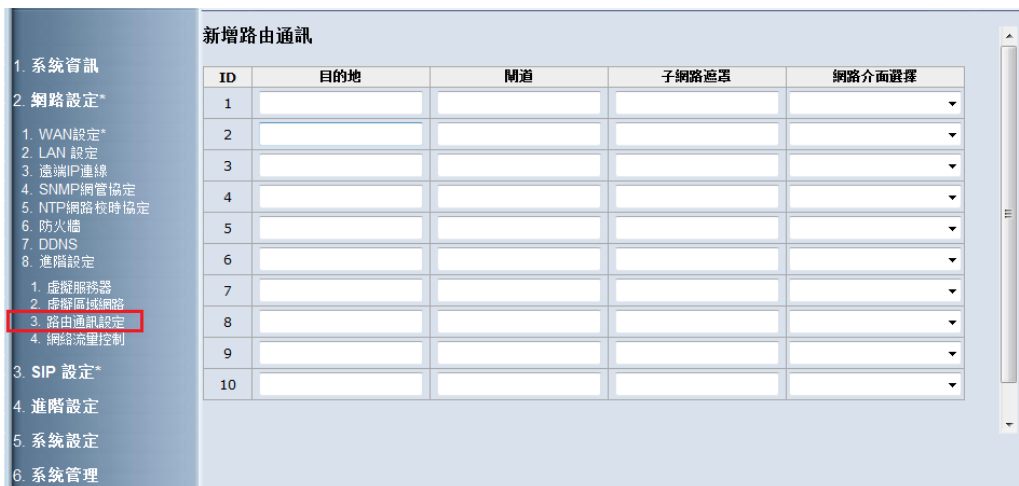 1. 系統資訊
2. 網路設定*
1. WAN設定*
2. LAN 設定
3. 遠端IP連線
4. SNMP網管協定
5. NTP網路校時協定
6. 防火牆
7. DDNS
8. 進階設定
1. 虛擬服務器
2. 虛擬區域網路
3. 路由通訊設定
4. 網絡流量控制
3. SIP 設定*
4. 進階設定
5. 系統設定
6. 系統管理
新增路由通訊
ID 目的地 閘道 子網路遮罩 網路介面選擇
1
2
3
4
5
6
7
8
9
10